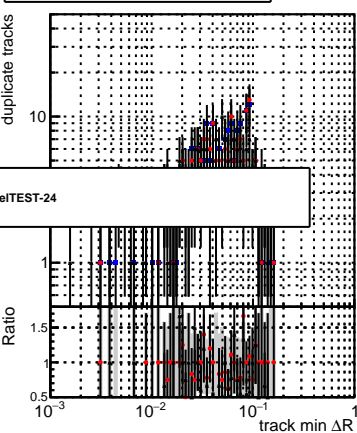 duplicate tracks
10
elTEST-24
1
Ratio
1.5
1
0.5
10−3
10−2
10−1
1
track min ΔR